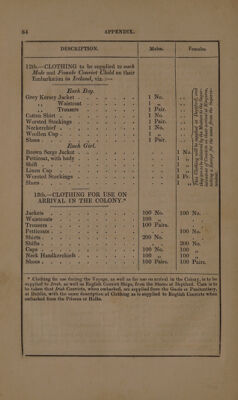 64 APPENDIX.
DESCRIPTION. Males. Females.
12th.—CLOTHING to be supplied to each
Male and Female Convict Child on their
Embarkation in Ireland, viz. :—
Each Boy.
Grey Kersey Jacket . . . . . 1 No.
,, Waistcoat . . . . . 1 ,,
,, Trousers . . . . . 1 Pair.
Cotton Shirt . . . . . 1 No.
Worsted Stockings . . . . . 1 Pair.
Neckerchief . . . . . 1 No.
Woollen Cap . . . . . 1 ,,
Shoes . . . . . 1 Pair.
Each Girl.
Brown Serge Jacket . . . . . 1 No.
Petticoat, with body . . . . . 1 ,,
Shift . . . . . 1 ,,
Linen Cap . . . . . 1 ,,
Worsted Stockings . . . . .
Shoes . . . . . 1
13th.—CLOTHING FOR USE ON
ARRIVAL IN THE COLONY.*
Jackets . . . . . 100 No. 100 No.
Waistcoats . . . . . 100 ,,
Trousers . . . . . 100 Pairs.
Petticoats . . . . . 100 No.
Shirts . . . . . 200 No.
Shifts . . . . . 200 No.
Caps . . . . . 100 No. 100 ,,
Neck Handkerchiefs . . . . . 100 ,, 100 ,,
Shoes . . . . . 100 Pairs. 100 Pairs.
* Clothing for use during the Voyage, as well as for use on arrival in the Colony, is to be
supplied to Irish, as well as English Convict Ships, from the Stores at Deptford. Care is to
be taken that Irish Convicts, when embarked, are supplied from the Gaols or Penitentiary,
at Dublin, with the same description of Clothing as is supplied to English Convicts when
embarked from the Prisons or Hulks.